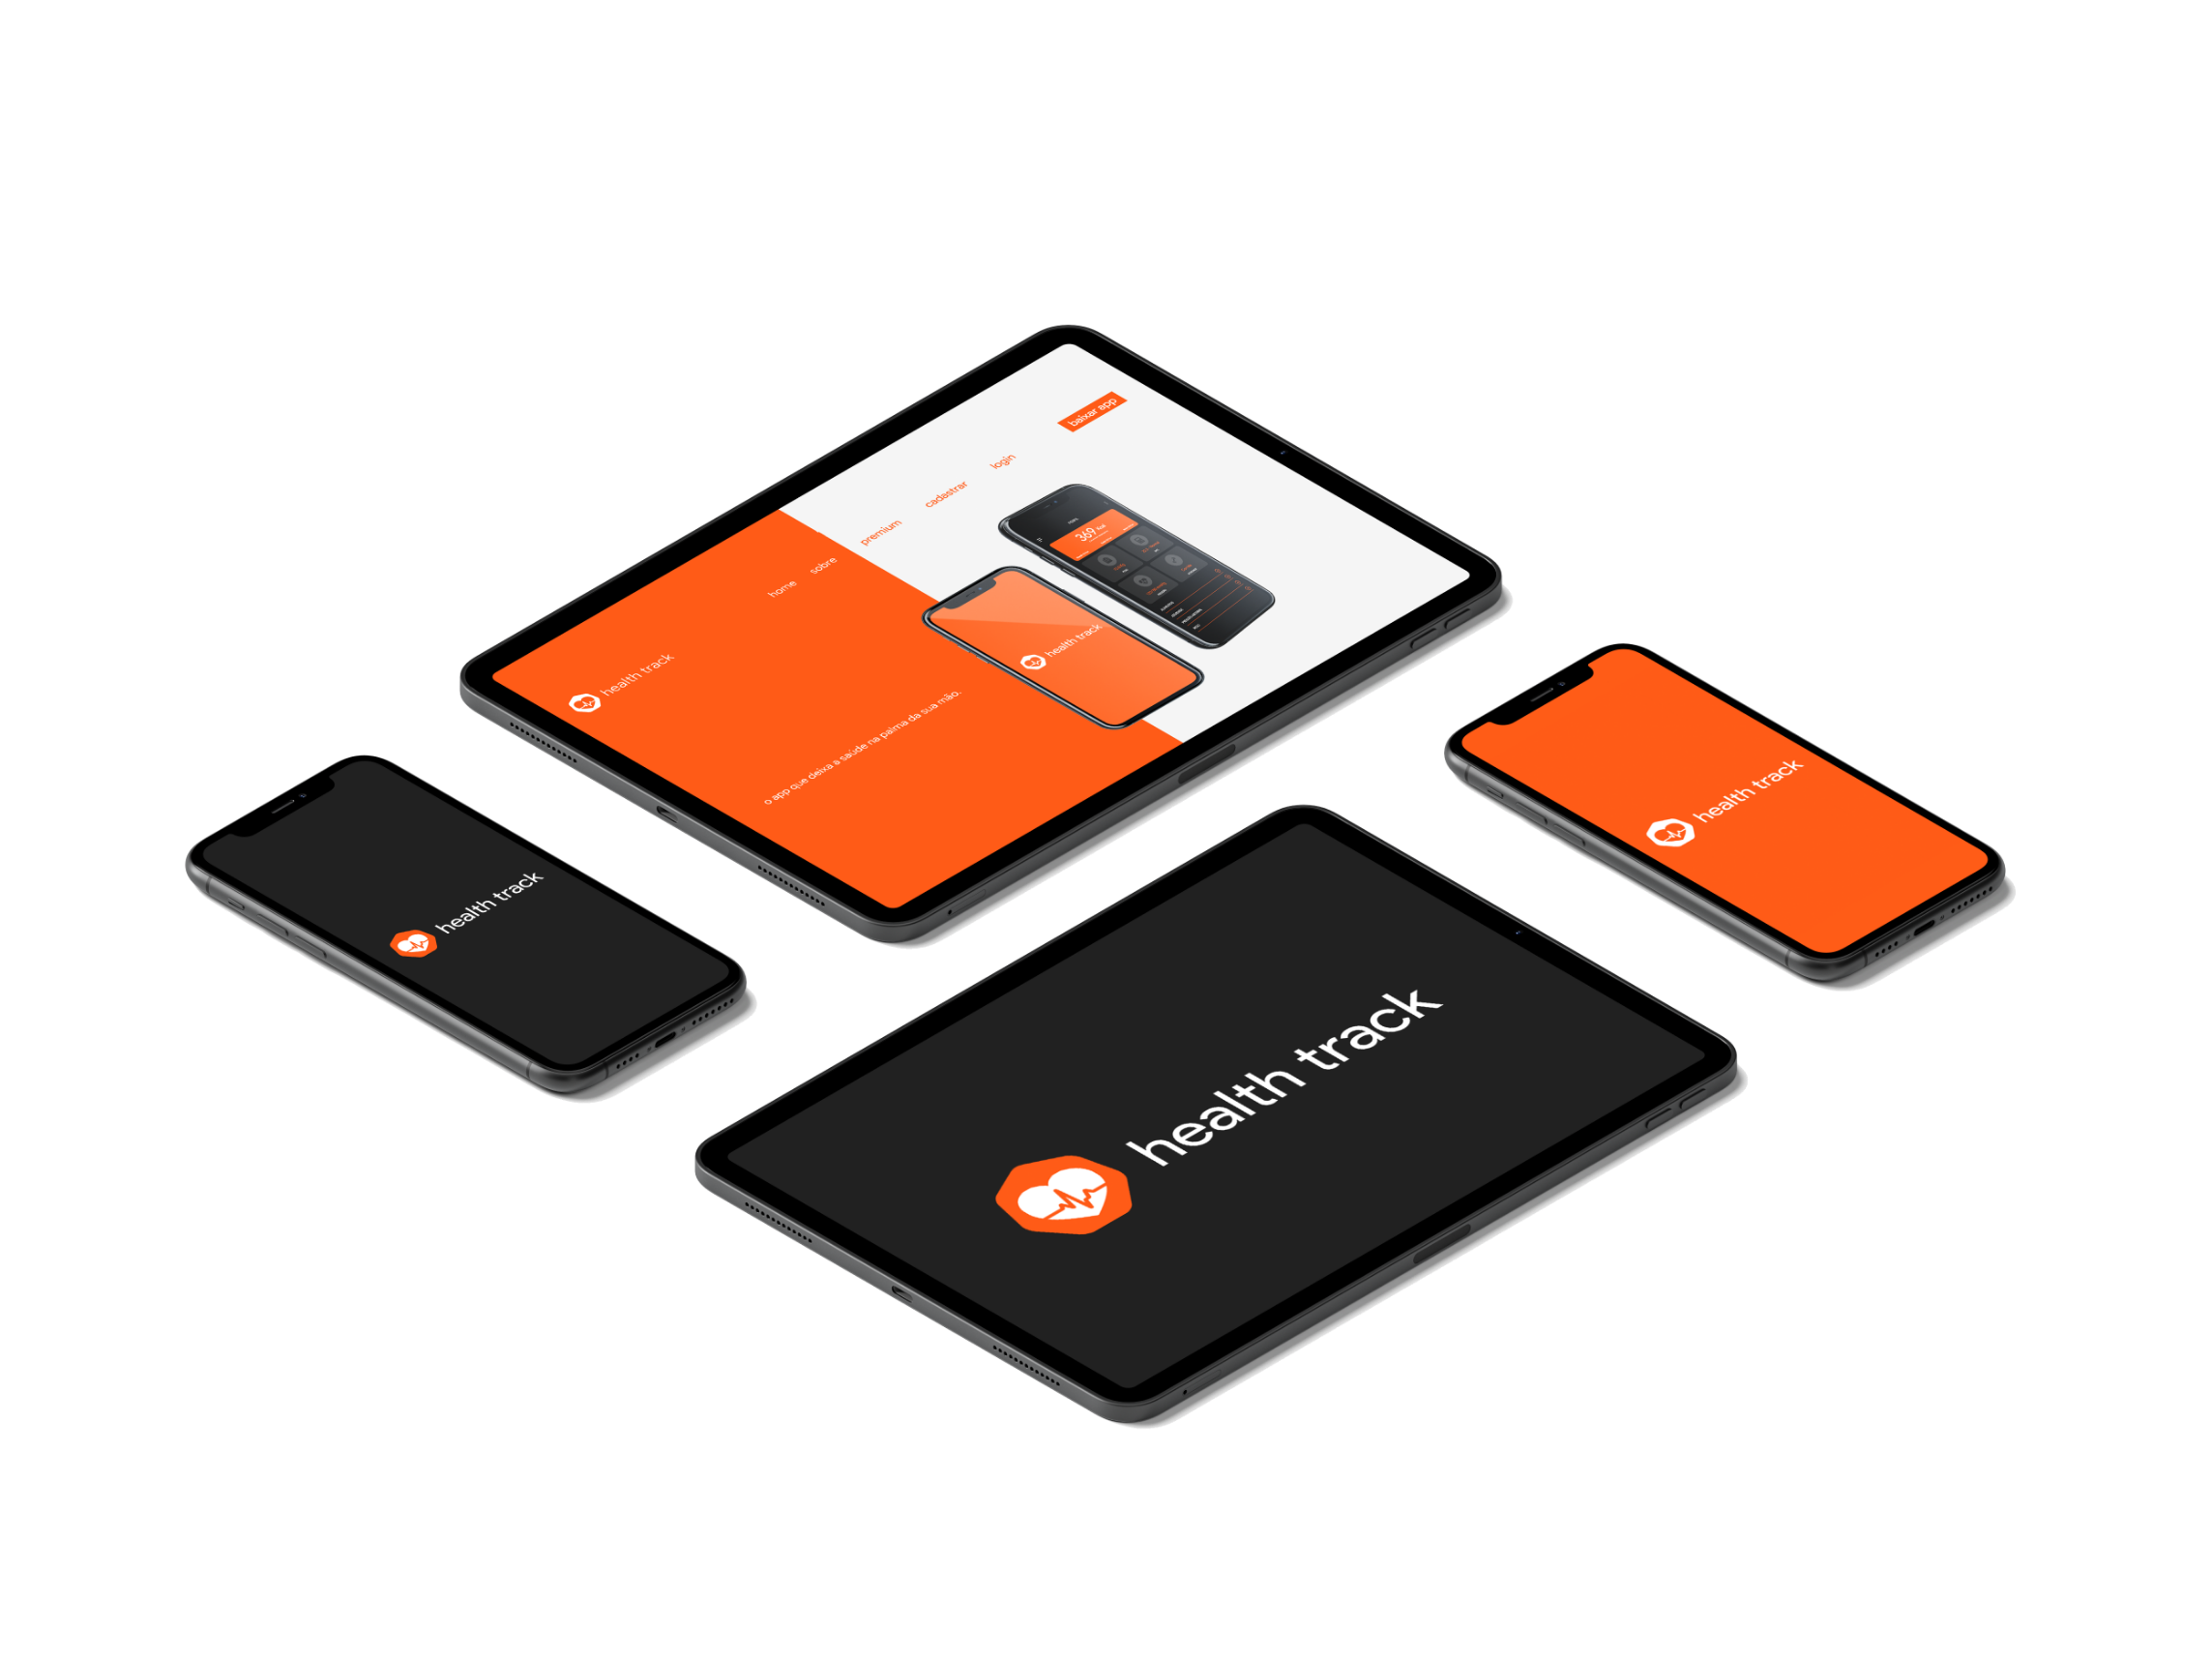 baixar app
login
cadastrar
premium
sobre
home
369
health track
health track
o app que deixa a saúde na palma da sua mão.
health track
health track
health track